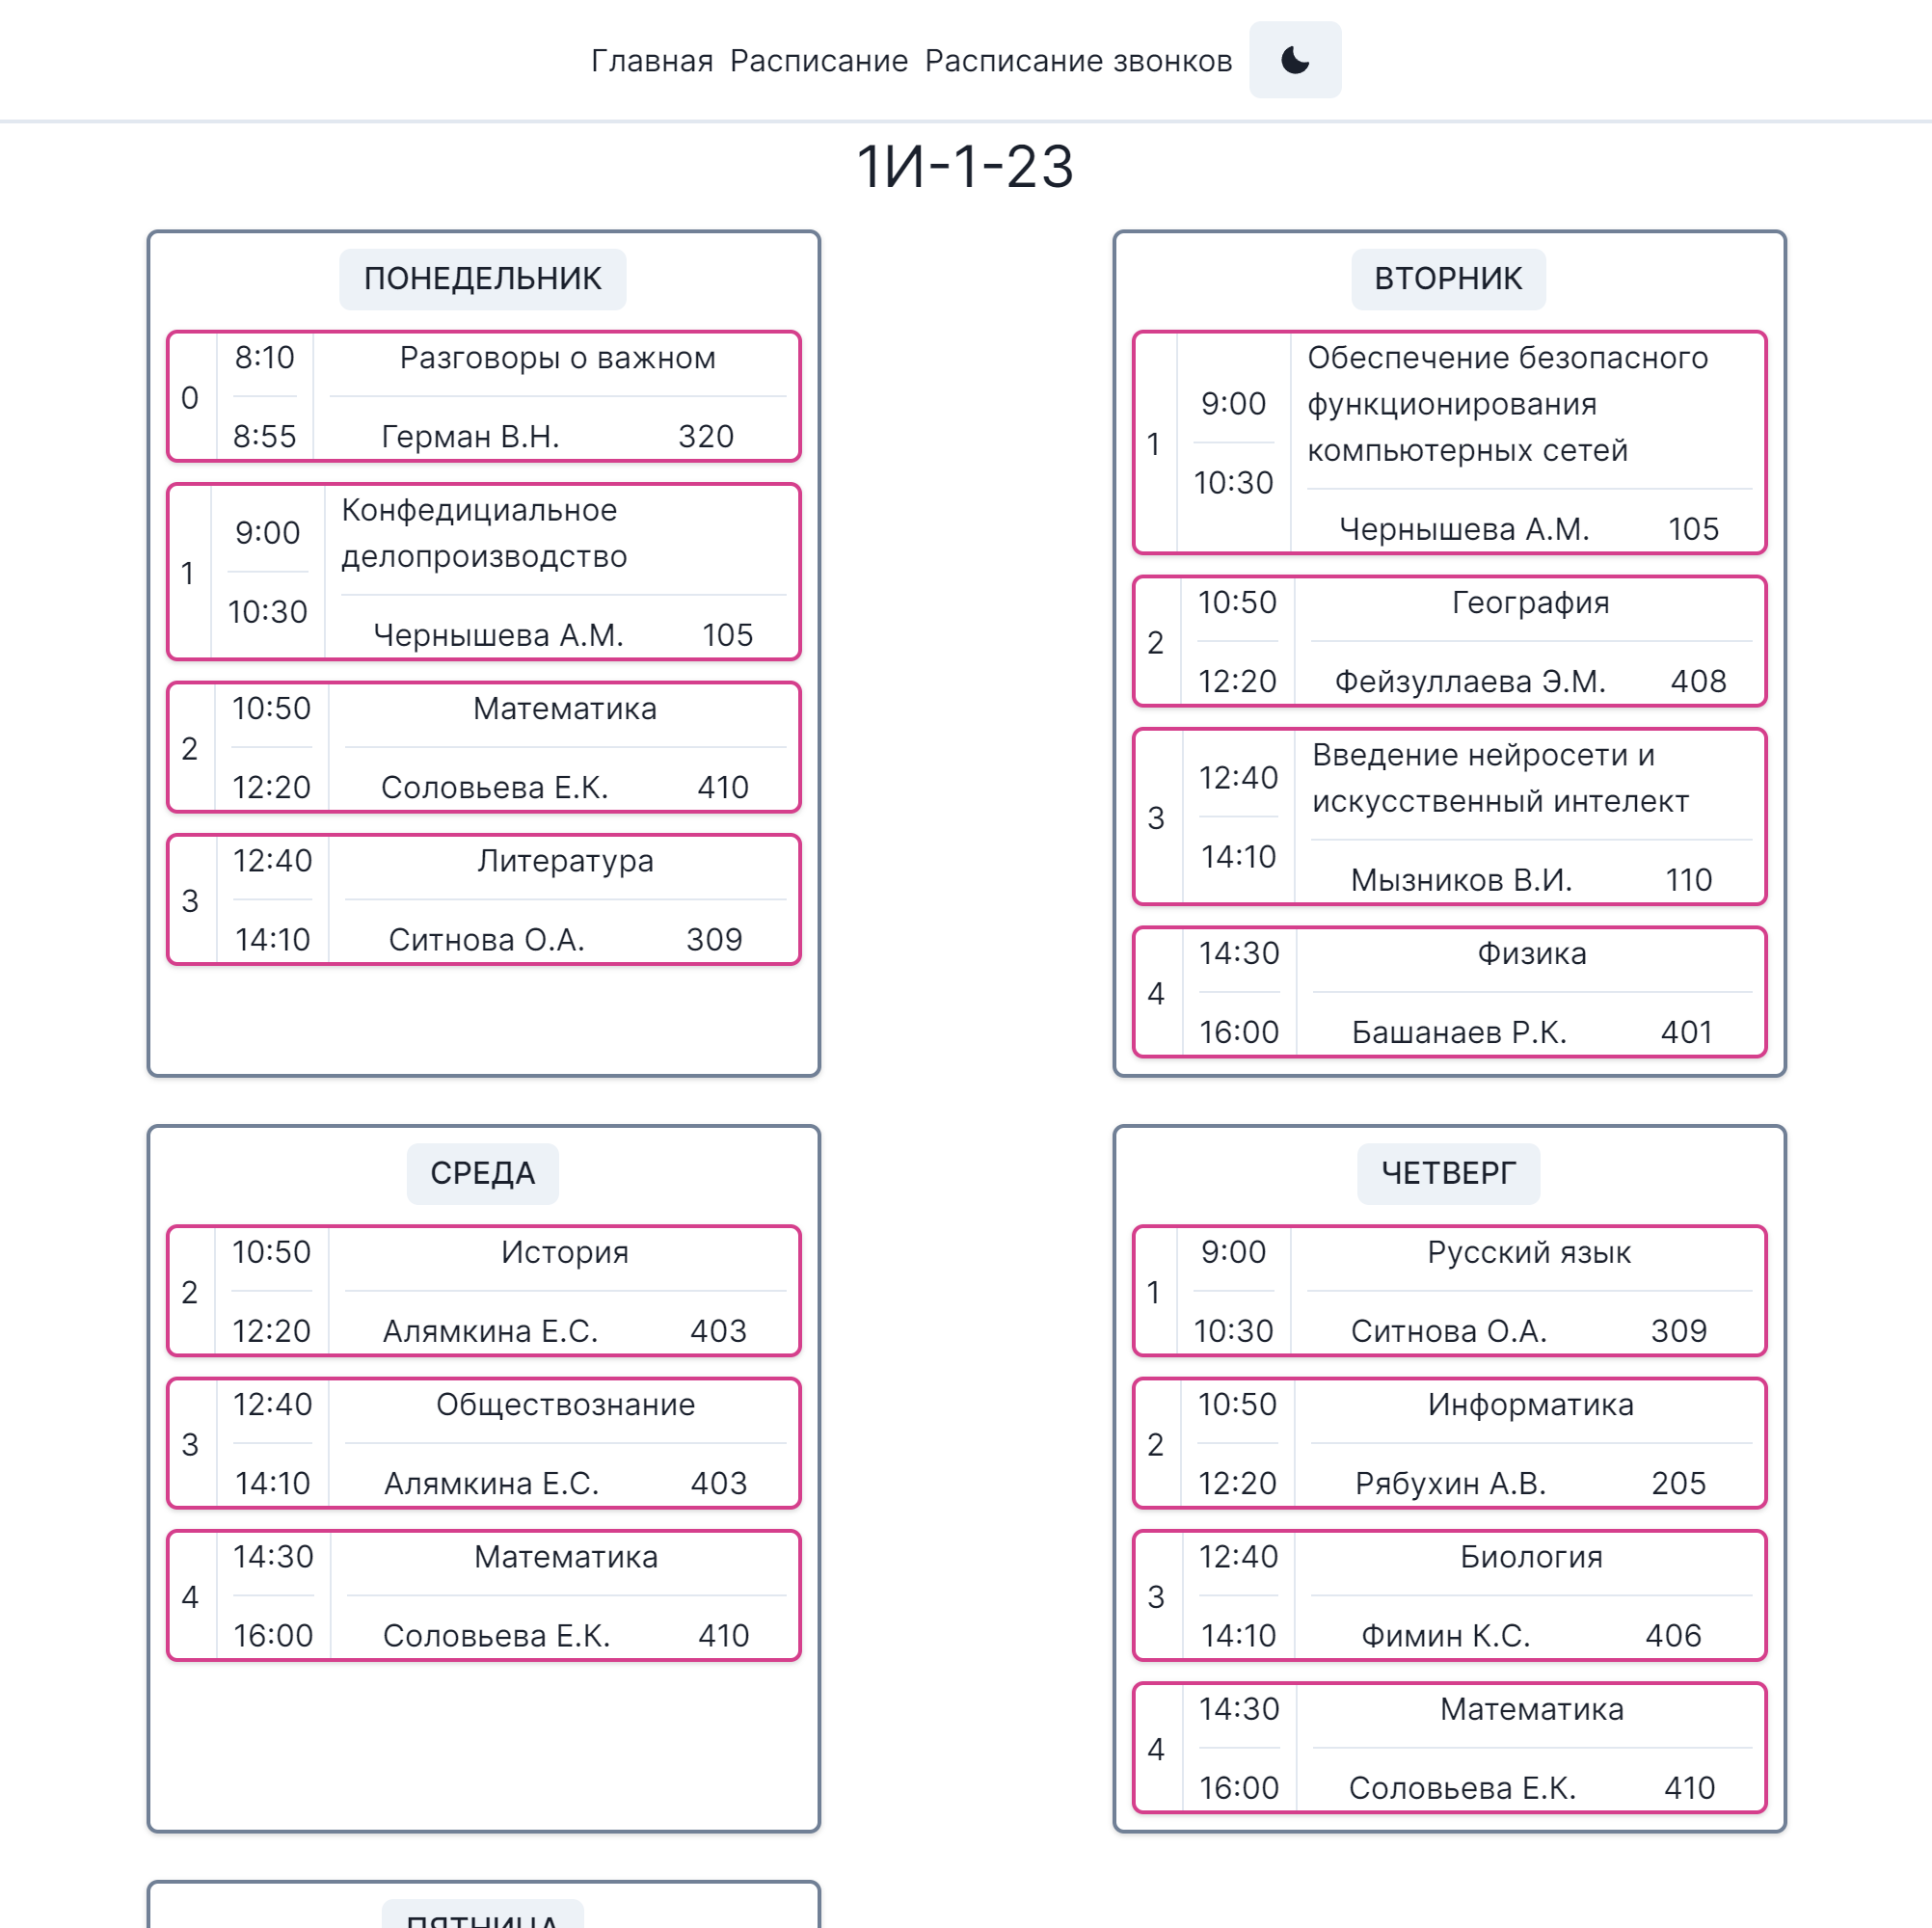 Главная Расписание Расписание звонков
1И-1-23
ПОНЕДЕЛЬНИК
0
8:10
8:55
Разговоры о важном
Герман В.Н. 320
1
9:00
10:30
Конфедициальное
делопроизводство
Чернышева А.М. 105
2
10:50
12:20
Математика
Соловьева Е.К. 410
3
12:40
14:10
Литература
Ситнова О.А. 309
ВТОРНИК
1
9:00
10:30
Обеспечение безопасного
функционирования
компьютерных сетей
Чернышева А.М. 105
2
10:50
12:20
География
Фейзуллаева Э.М. 408
3
12:40
14:10
Введение нейросети и
искусственный интелект
Мызников В.И. 110
4
14:30
16:00
Физика
Башанаев Р.К. 401
СРЕДА
2
10:50
12:20
История
Алямкина Е.С. 403
3
12:40
14:10
Обществознание
Алямкина Е.С. 403
4
14:30
16:00
Математика
Соловьева Е.К. 410
ЧЕТВЕРГ
1
9:00
10:30
Русский язык
Ситнова О.А. 309
2
10:50
12:20
Информатика
Рябухин А.В. 205
3
12:40
14:10
Биология
Фимин К.С. 406
4
14:30
16:00
Математика
Соловьева Е.К. 410
ПЯТНИЦА